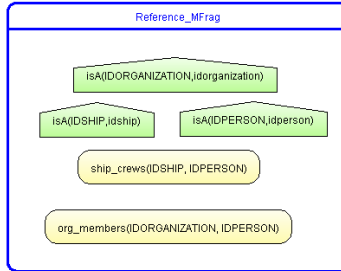 Reference_MFrag
isA(IDORGANIZATION,idorganization)
isA(IDSHIP,idship)
isA(IDPERSON,idperson)
ship_crews(IDSHIP, IDPERSON)
org_members(IDORGANIZATION, IDPERSON)